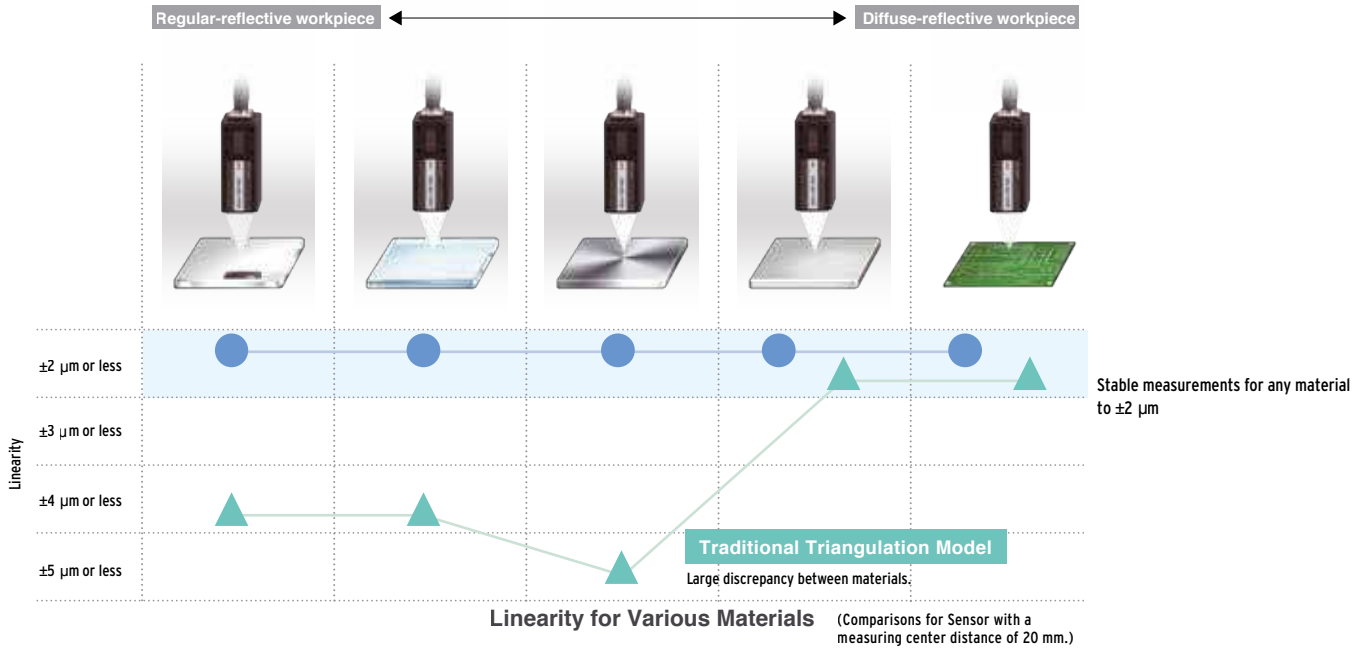 Regular-reflective workpiece
Diffuse-reflective workpiece
Linearity
±2 µm or less
±3 µm or less
±4 µm or less
±5 µm or less
Stable measurements for any material
to ±2 µm
Traditional Triangulation Model
Large discrepancy between materials.
Linearity for Various Materials
(Comparisons for Sensor with a
measuring center distance of 20 mm.)